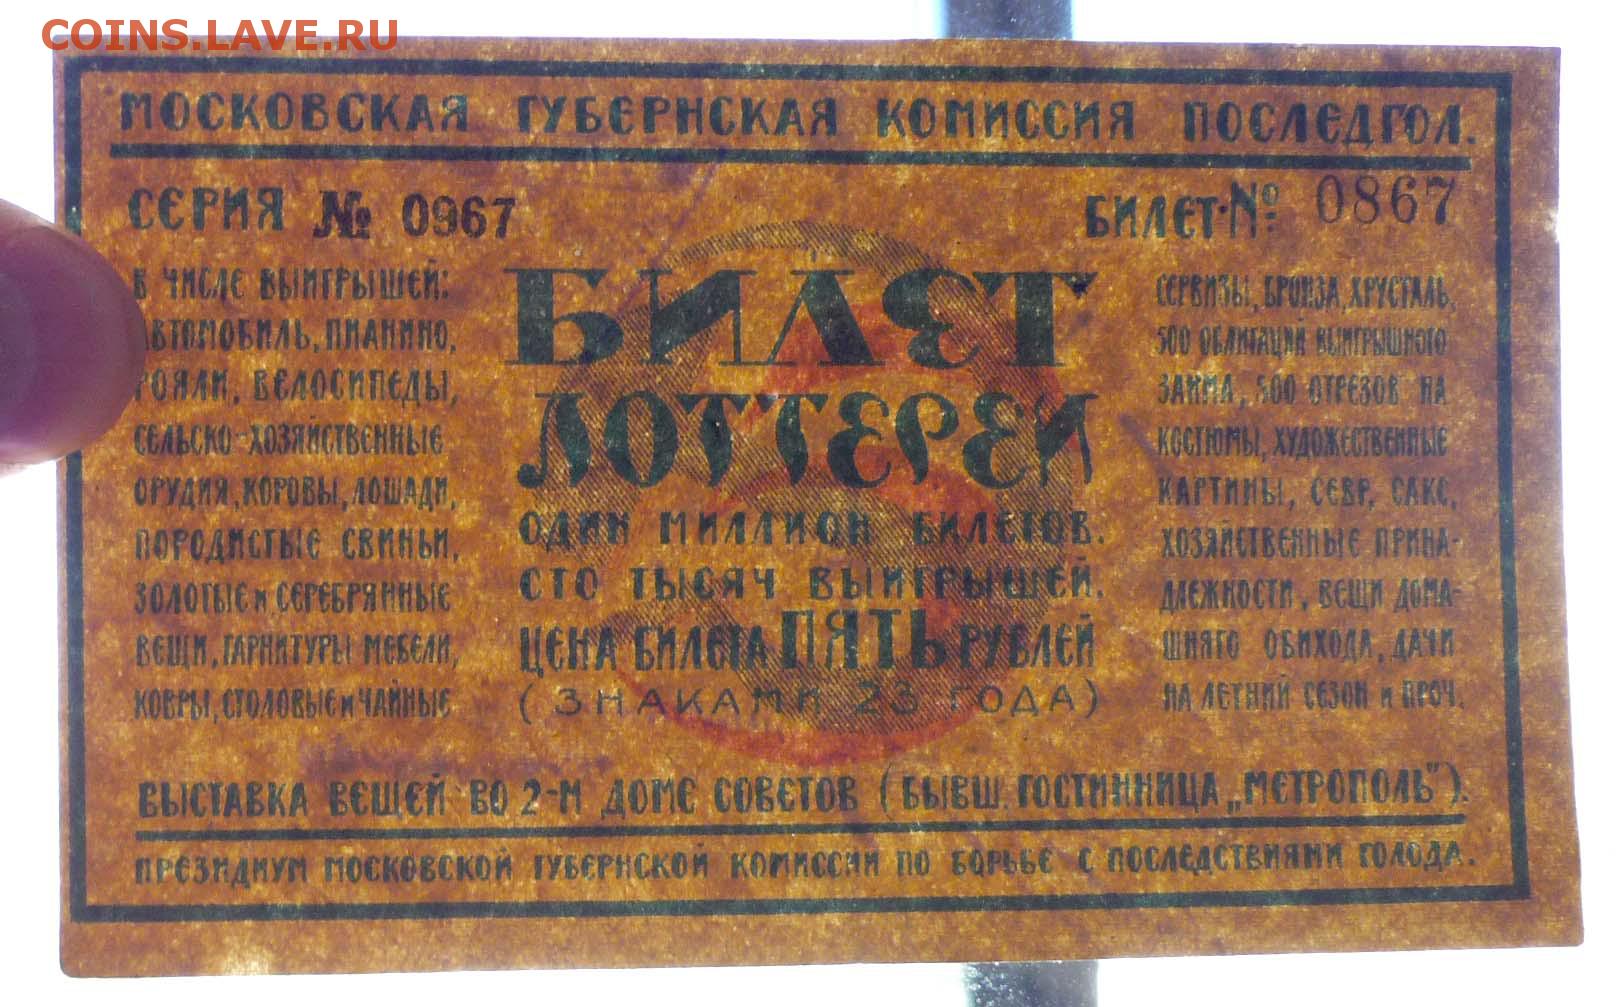 COINS.LAVE.RU
МОСКОВСКАЯ ГУБЕРНСКАЯ КОМИССИЯ ПОСЛЕДГОЛ.
СЕРИЯ № 0967
БИЛЕТ № 0867
В ЧИСЛЕ ВЫИГРЫШЕЙ:
АВТОМОБИЛЬ, ПИАНИНО,
РОЯЛИ, ВЕЛОСИПЕДЫ,
СЕЛЬСКО-ХОЗЯЙСТВЕННЫЕ
ОРУДИЯ, КОРОВЫ, ЛОШАДИ,
ПОРОДИСТЫЕ СВИНЬИ,
ЗОЛОТЫЕ и СЕРЕБРЯННЫЕ
ВЕЩИ, ГАРНИТУРЫ МЕБЕЛИ,
КОВРЫ, СТОЛОВЫЕ и ЧАЙНЫЕ
БИЛЕТ
ЛОТТЕРЕИ
ОДИН МИЛЛИОН БИЛЕТОВ.
СТО ТЫСЯЧ ВЫИГРЫШЕЙ.
ЦЕНА БИЛЕТА ПЯТЬ РУБЛЕЙ
(ЗНАКАМИ 23 ГОДА)
СЕРВИЗЫ, БРОНЗА, ХРУСТАЛЬ,
500 ОБЛИГАЦИЙ ВЫИГРЫШНОГО
ЗАЙМА, 500 ОТРЕЗОВ НА
КОСТЮМЫ, ХУДОЖЕСТВЕННЫЕ
КАРТИНЫ, СЕВР, САКС,
ХОЗЯЙСТВЕННЫЕ ПРИНА-
ДЛЕЖНОСТИ, ВЕЩИ ДОМА-
ШНЯГО ОБИХОДА, ДАЧИ
НА ЛЕТНИЙ СЕЗОН И ПРОЧ.
ВЫСТАВКА ВЕЩЕЙ ВО 2-М ДОМЕ СОВЕТОВ (БЫВШ. ГОСТИННИЦА „МЕТРОПОЛЬ").
ПРЕЗИДИУМ МОСКОВСКОЙ ГУБЕРНСКОЙ КОМИССИИ ПО БОРЬБЕ С ПОСЛЕДСТВИЯМИ ГОЛОДА.